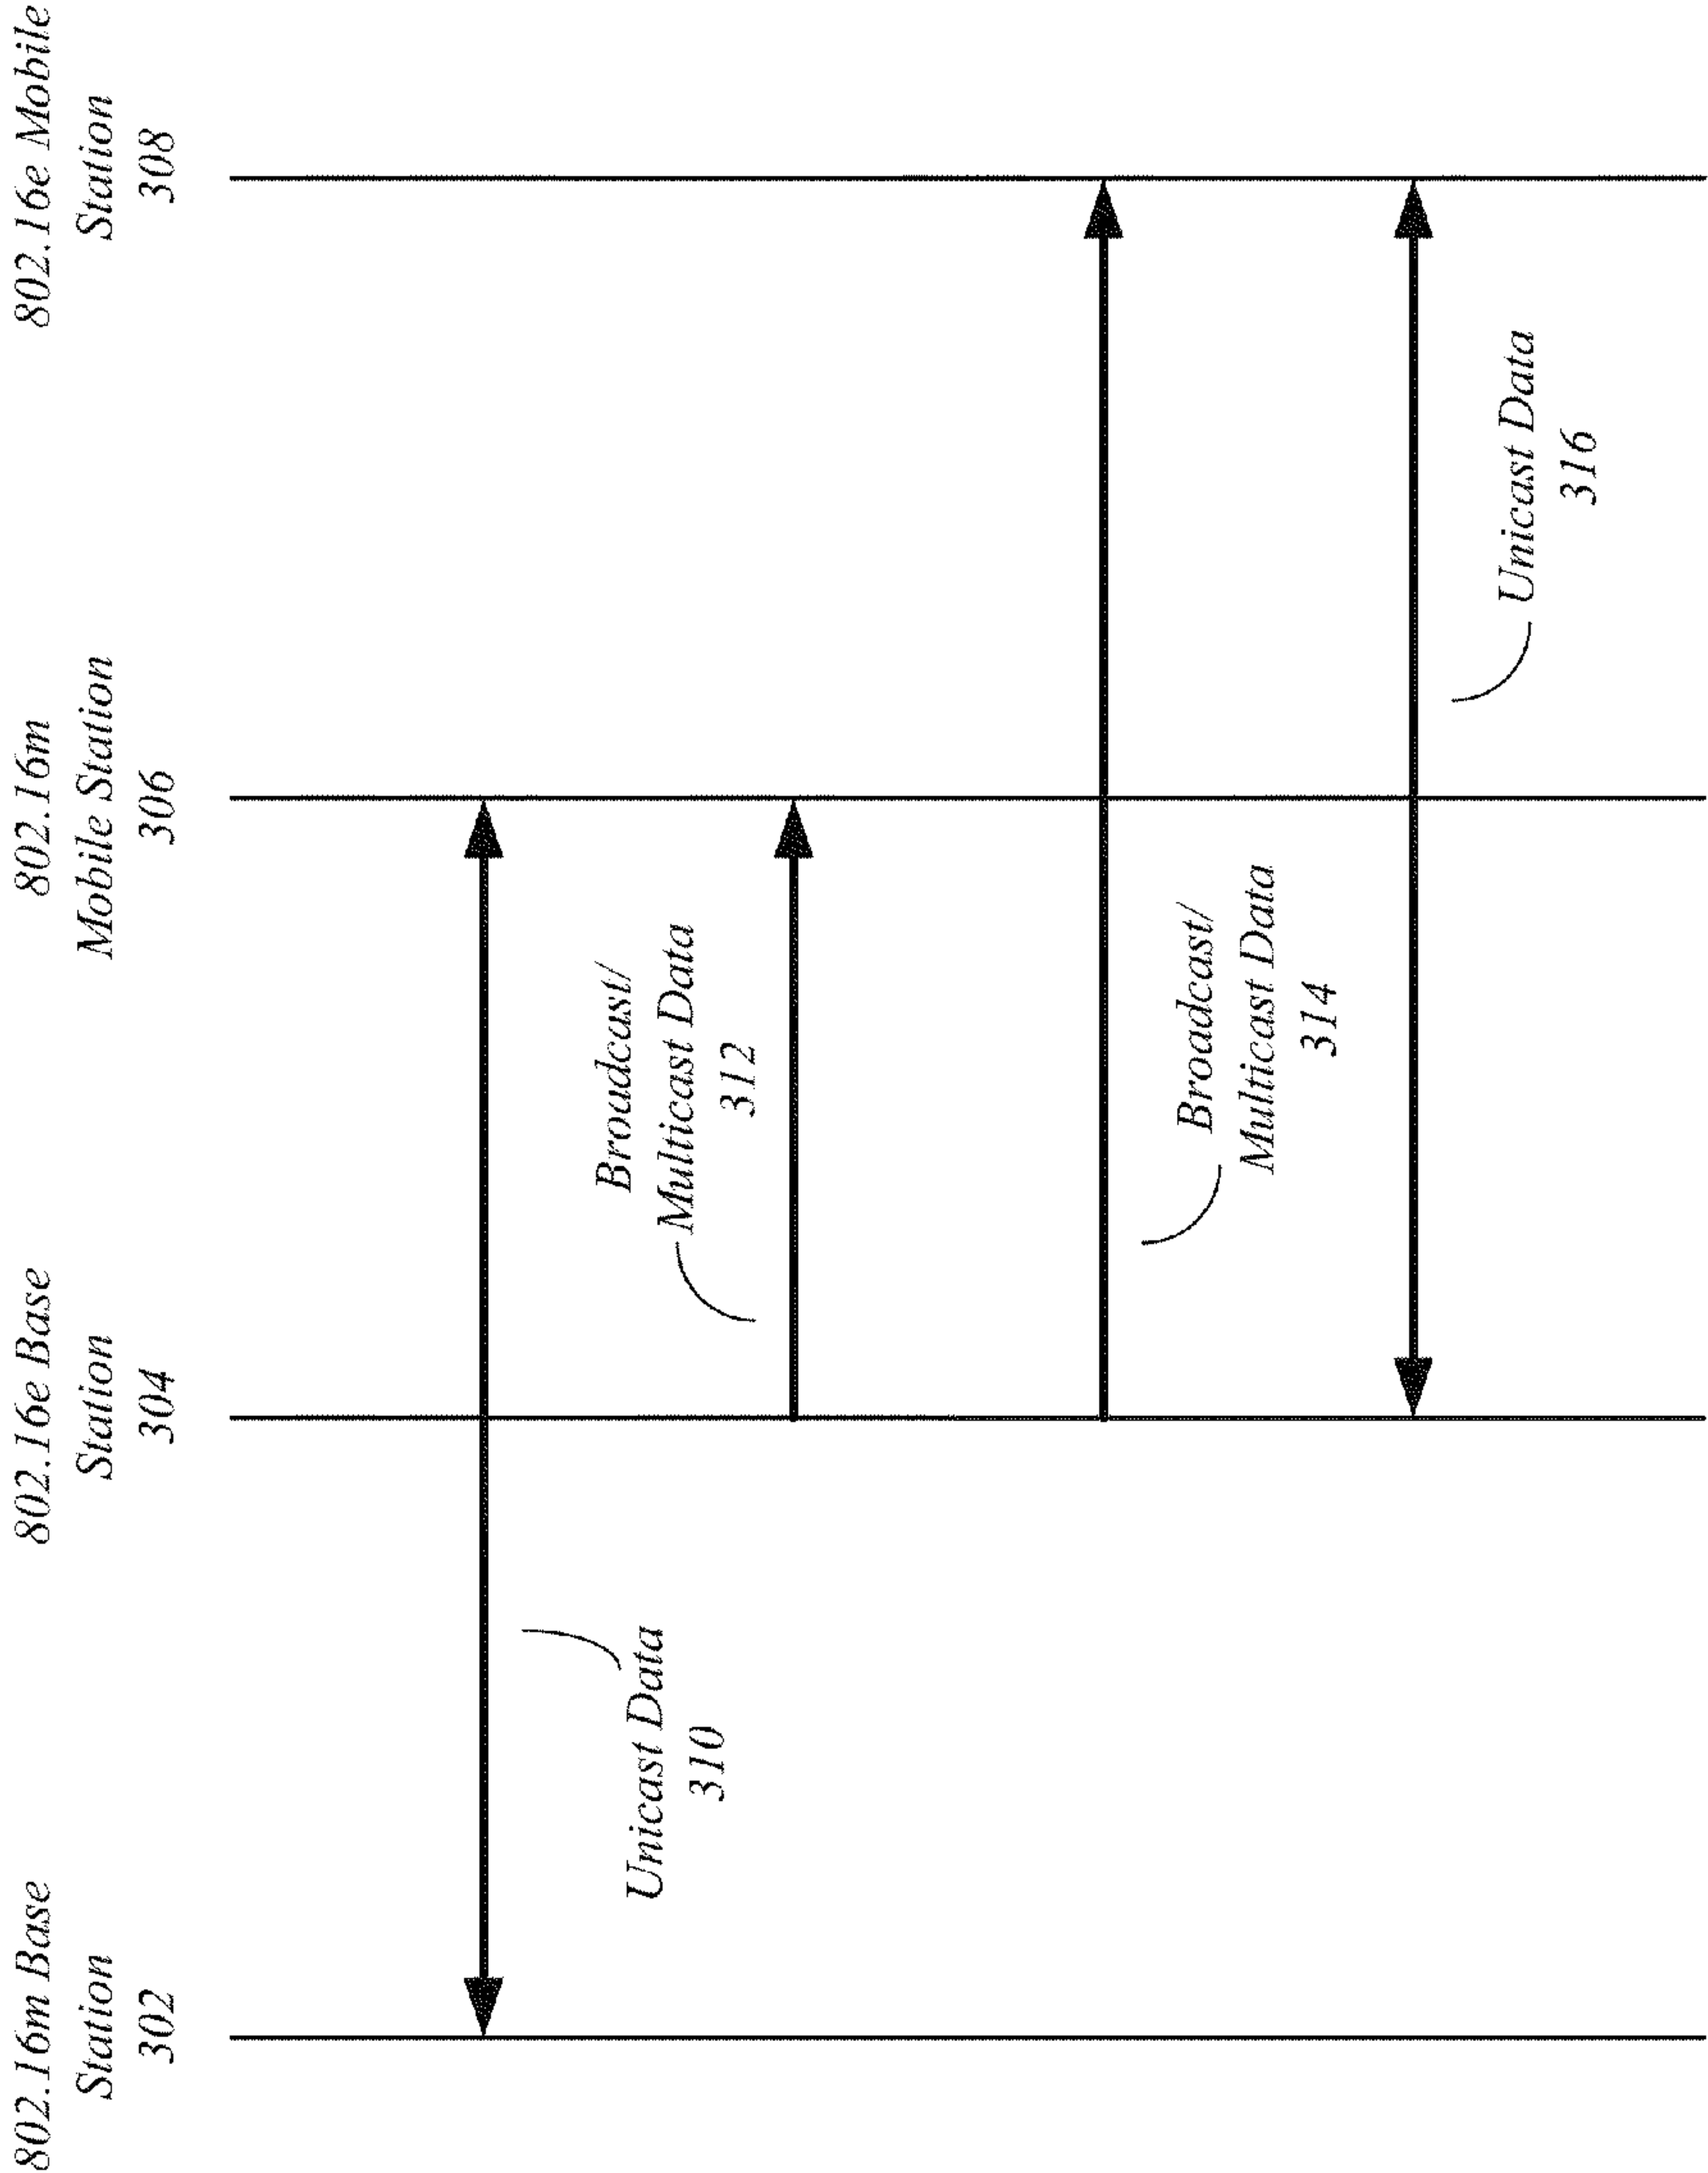 802.16m Base
Station
302
802.16e Base
Station
304
802.16m
Mobile Station
306
802.16e Mobile
Station
308
Unicast Data
310
Broadcast/
Multicast Data
312
Broadcast/
Multicast Data
314
Unicast Data
316